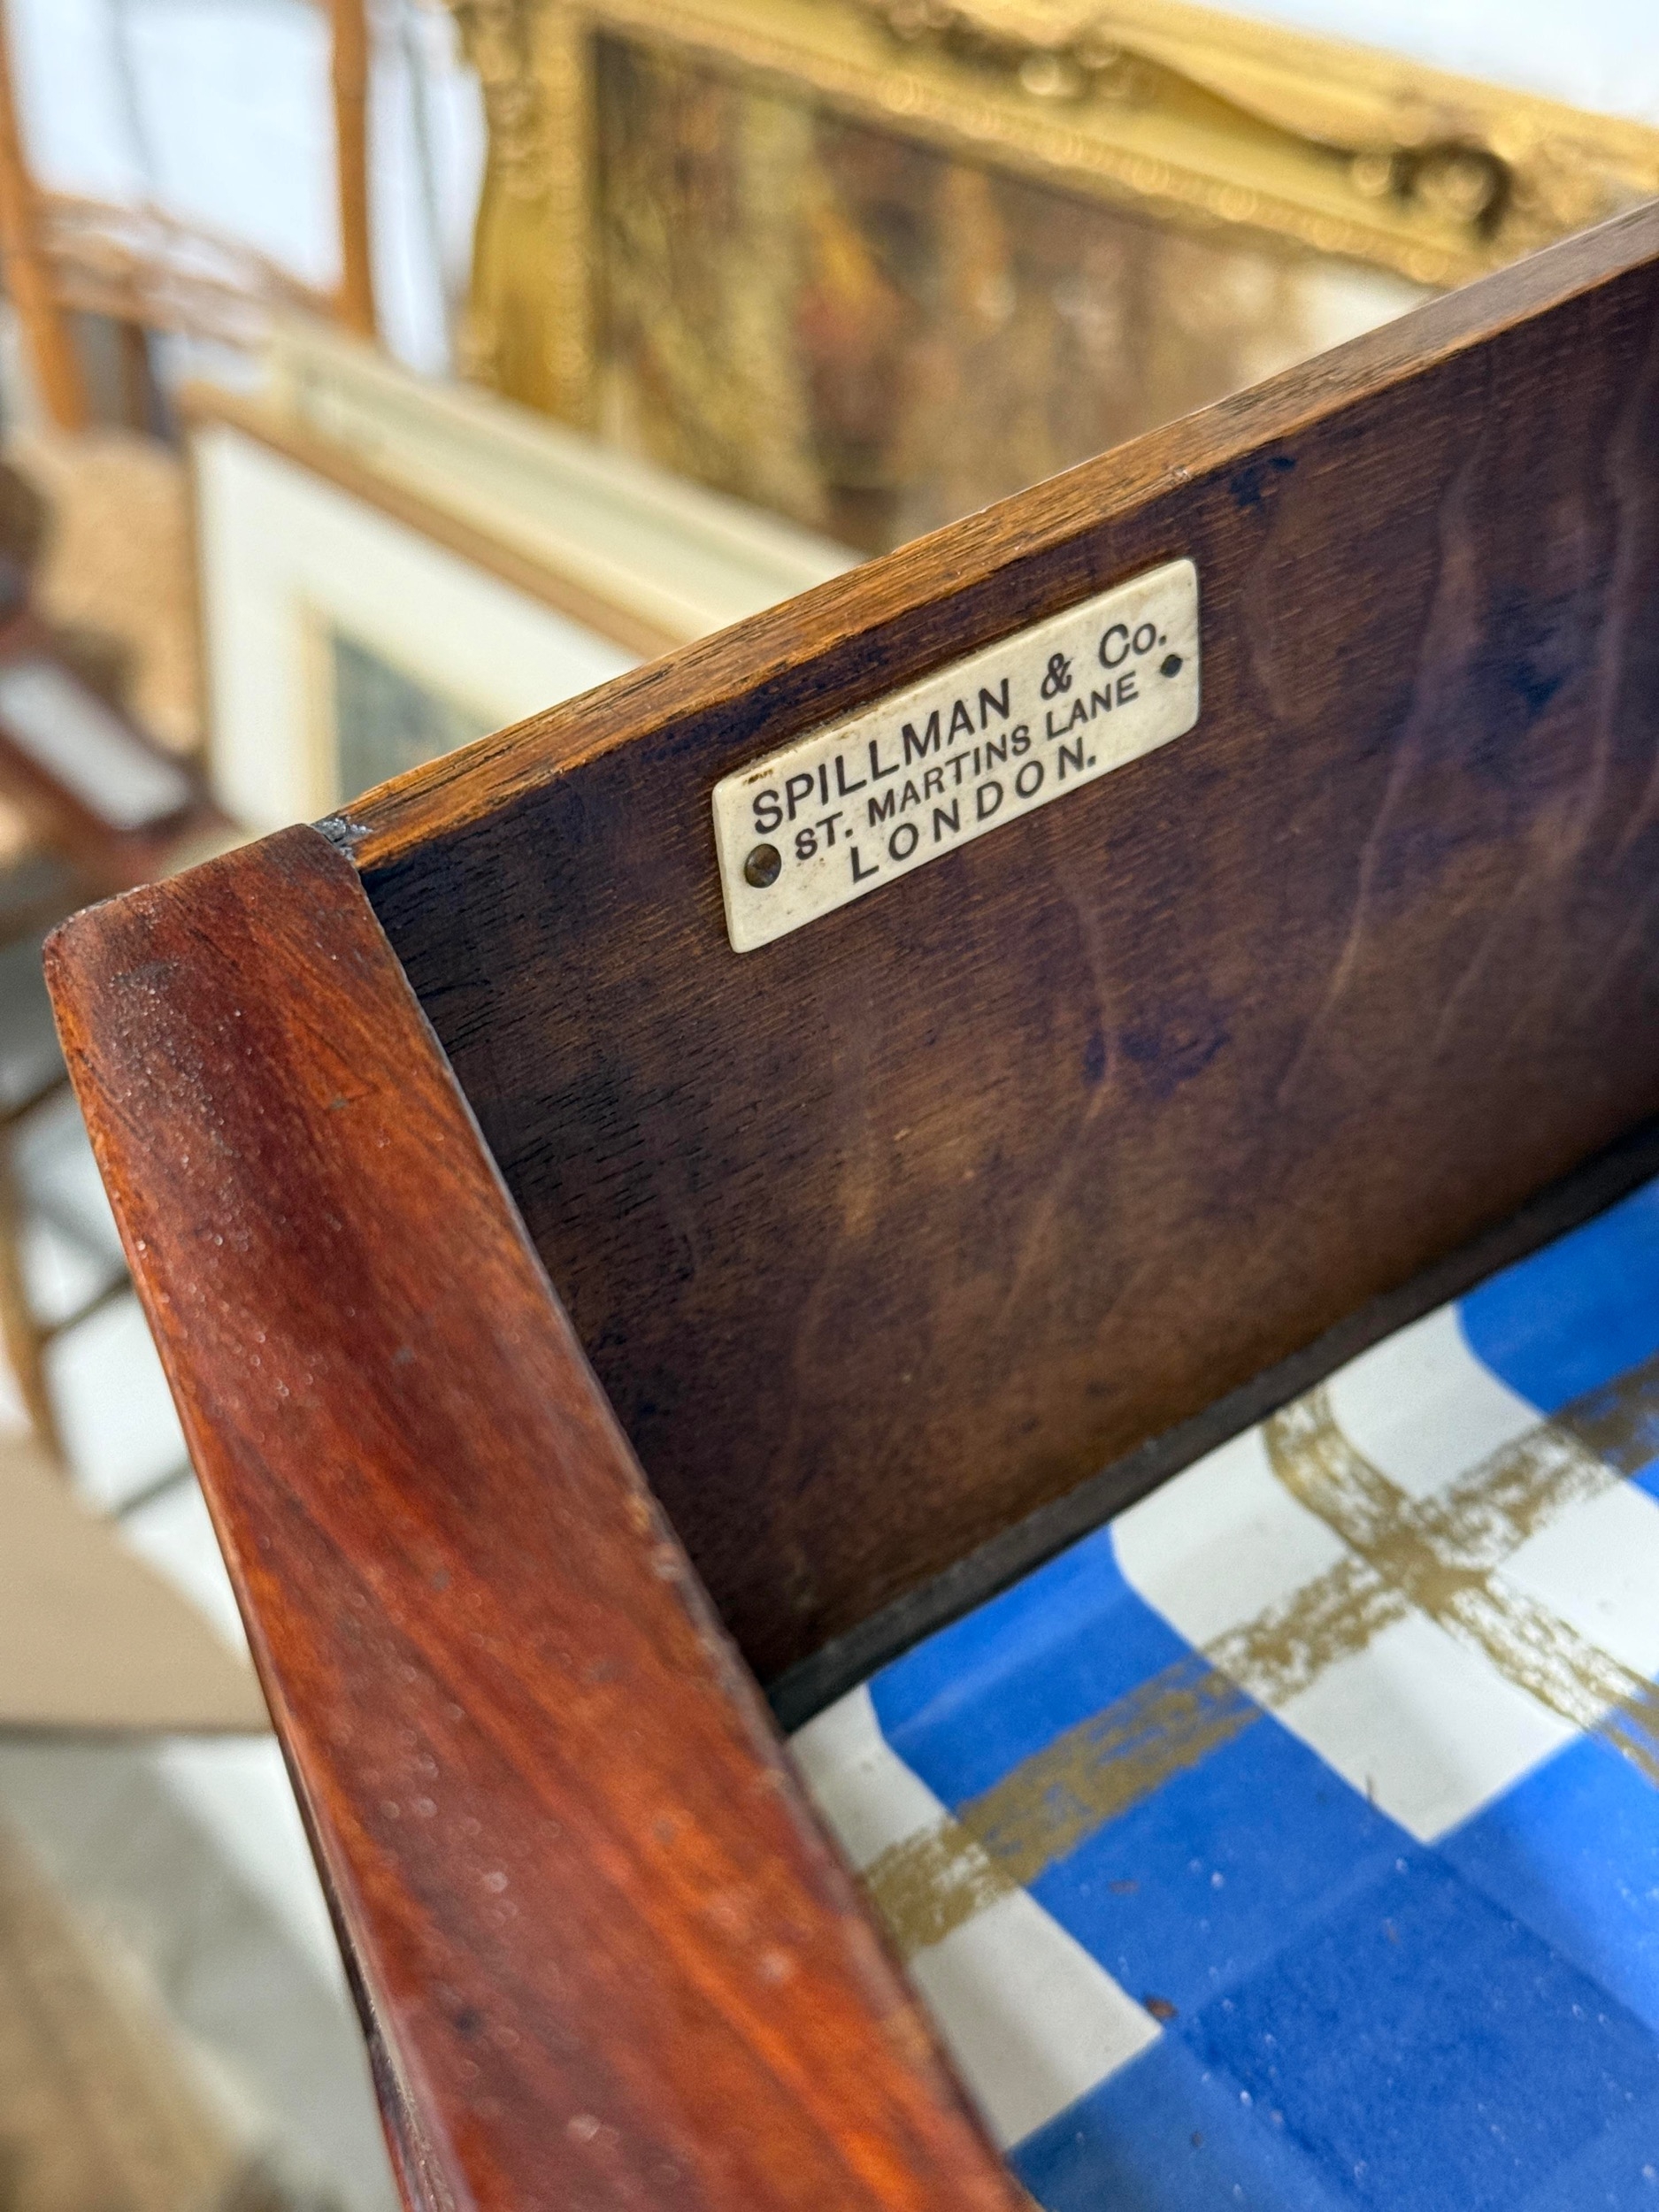 SPILLMAN & Co.
ST. MARTINS LANE
LONDON.